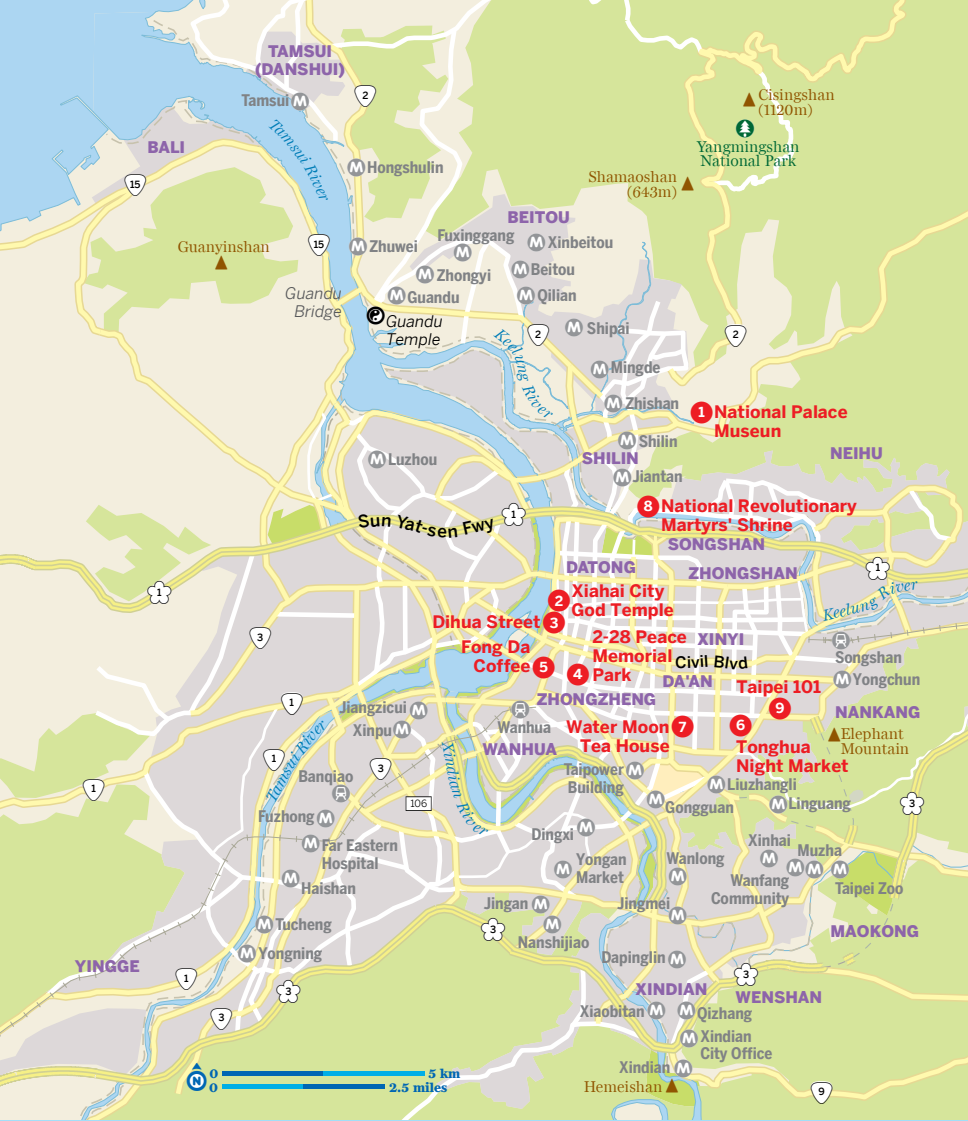 TAMSUI
(DANSHUI)
Tamsui
2
Cisingshan
(1120m)
Yangmingshan
National Park
Tamsui River
BALI
Hongshulin
15
Shamaoshan
(643m)
BEITOU
Fuxinggang
Xinbeitou
15
Zhuwei
Guanyinshan
Zhongyi
Beitou
Guandu
Bridge
Guandu
Qilian
Guandu
Temple
Keelung River
2
Shipai
2
Mingde
Zhishan
1 National Palace
Museun
Shilin
SHILIN
NEIHU
Luzhou
Jiantan
8 National Revolutionary
Martyrs' Shrine
Sun Yat-sen Fwy
1
SONGSHAN
DATONG
ZHONGSHAN
1
1
2 Xiahai City
God Temple
Keelung River
Dihua Street 3
3
2-28 Peace
Memorial
Park
4
XINYI
Civil Blvd
Songshan
Fong Da
Coffee 5
DA'AN
Yongchun
Taipei 101
9
ZHONGZHENG
1
Jiangzicui
Wanhua
NANKANG
Xinpu
Water Moon
Tea House
7
6
Tonghua
Night Market
Elephant
Mountain
WANHUA
Tamsui River
1
Xindian River
Banqiao
3
Taipower
Building
Liuzhangli
1
106
Gongguan
Linguang
3
Fuzhong
Dingxi
Far Eastern
Hospital
Xinhai
Muzha
Wanlong
Yongan
Market
Wanfang
Community
Taipei Zoo
Haishan
Jingan
Jingmei
Tucheng
3
Nanshijiao
MAOKONG
Yongning
Dapinglin
YINGGE
1
3
3
XINDIAN
WENSHAN
3
Xiaobitan
Qizhang
Xindian
City Office
Xindian
Hemeishan
9
N
0 5 km
0 2.5 miles